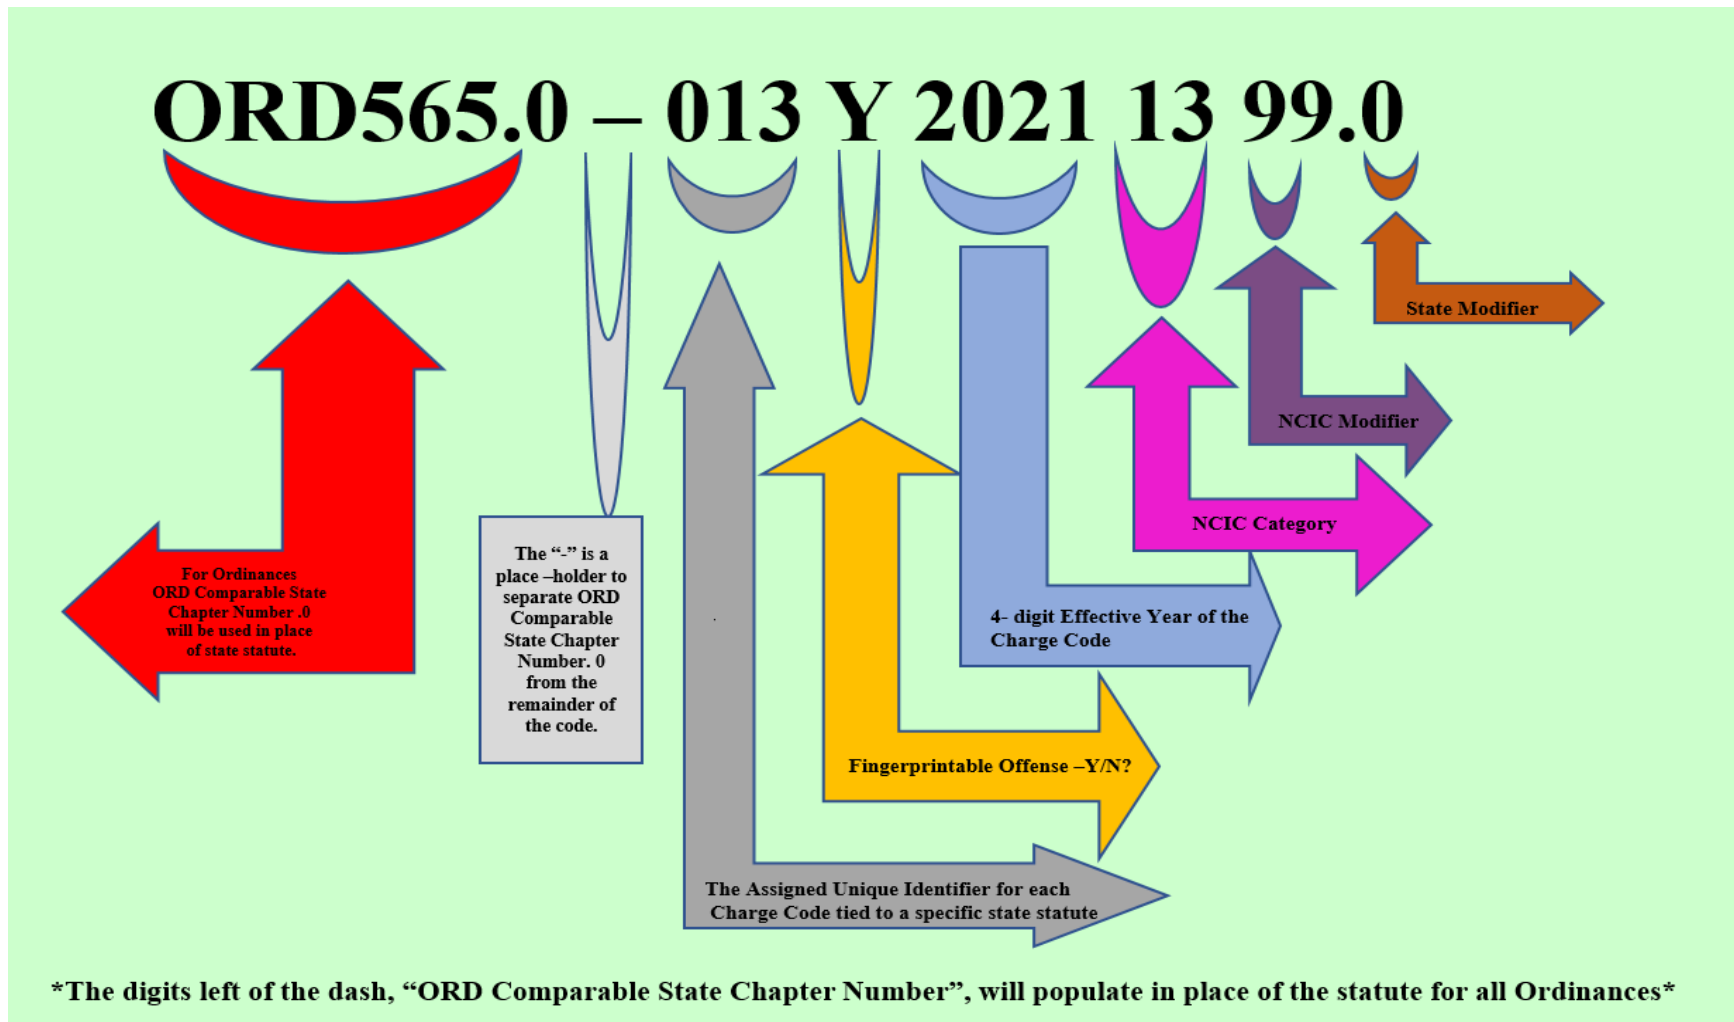 ORD565.0 – 013 Y 2021 13 99.0
State Modifier
NCIC Modifier
NCIC Category
For Ordinances
ORD Comparable State
Chapter Number .0
will be used in place
of state statute.
The “-” is a
place –holder to
separate ORD
Comparable
State Chapter
Number. 0
from the
remainder of
the code.
4- digit Effective Year of the
Charge Code
Fingerprintable Offense –Y/N?
The Assigned Unique Identifier for each
Charge Code tied to a specific state statute
*The digits left of the dash, “ORD Comparable State Chapter Number”, will populate in place of the statute for all Ordinances*